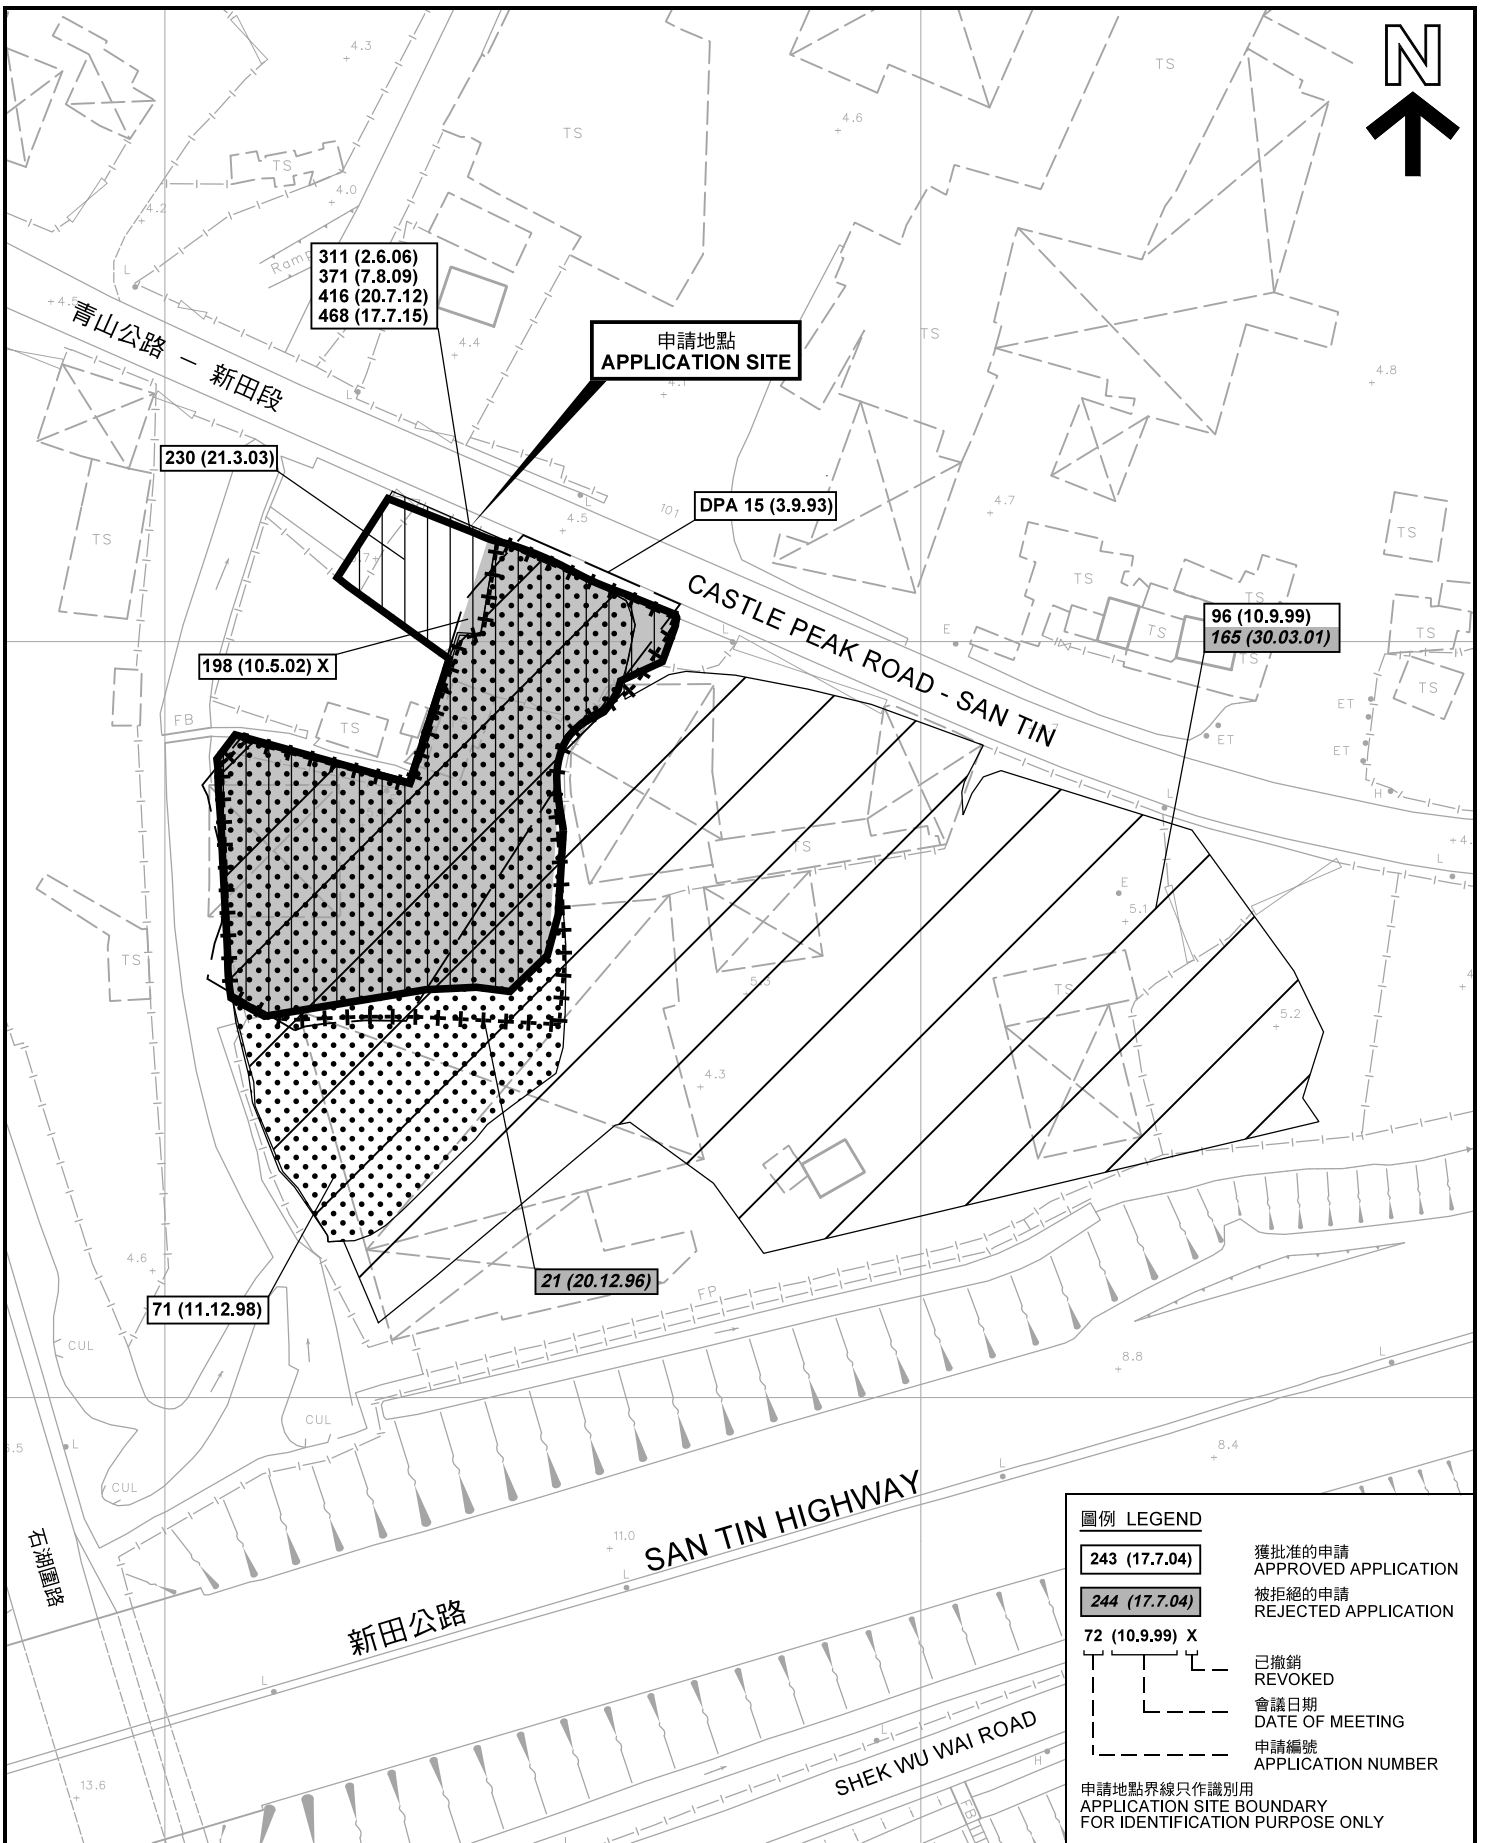 N
4.3
TS
TS
4.6
TS
4.0
4.2
L
Ramp
311 (2.6.06)
371 (7.8.09)
416 (20.7.12)
468 (17.7.15)
申請地點
APPLICATION SITE
青山公路 – 新田段
4.4
4.1
TS
4.8
L
230 (21.3.03)
DPA 15 (3.9.93)
L
4.5
101
4.7
TS
TS
TS
TS
TS
TS
TS
TS
CASTLE PEAK ROAD - SAN TIN
E
L
96 (10.9.99)
165 (30.03.01)
198 (10.5.02) X
FB
TS
ET
ET
ET
L
H
L
TS
E
5.1
TS
TS
5.2
4.3
4.6
71 (11.12.98)
21 (20.12.96)
FP
CUL
CUL
CUL
L
8.8
L
8.4
L
11.0
L
L
13.6
石湖圍路
SAN TIN HIGHWAY
新田公路
SHEK WU WAI ROAD
L
H
FB
圖例 LEGEND
243 (17.7.04)
獲批准的申請
APPROVED APPLICATION
244 (17.7.04)
被拒絕的申請
REJECTED APPLICATION
72 (10.9.99) X
已撤銷
REVOKED
會議日期
DATE OF MEETING
申請編號
APPLICATION NUMBER
申請地點界線只作識別用
APPLICATION SITE BOUNDARY
FOR IDENTIFICATION PURPOSE ONLY